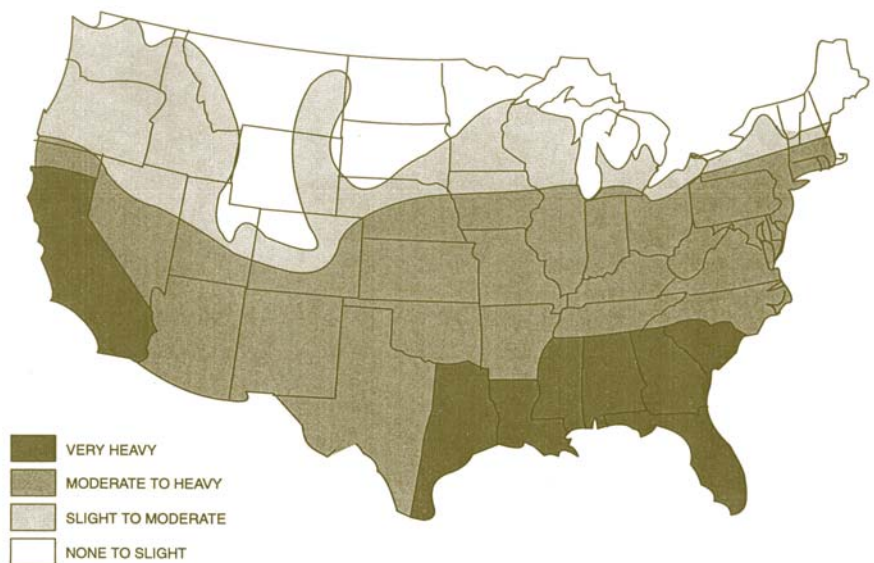 VERY HEAVY
MODERATE TO HEAVY
SLIGHT TO MODERATE
NONE TO SLIGHT